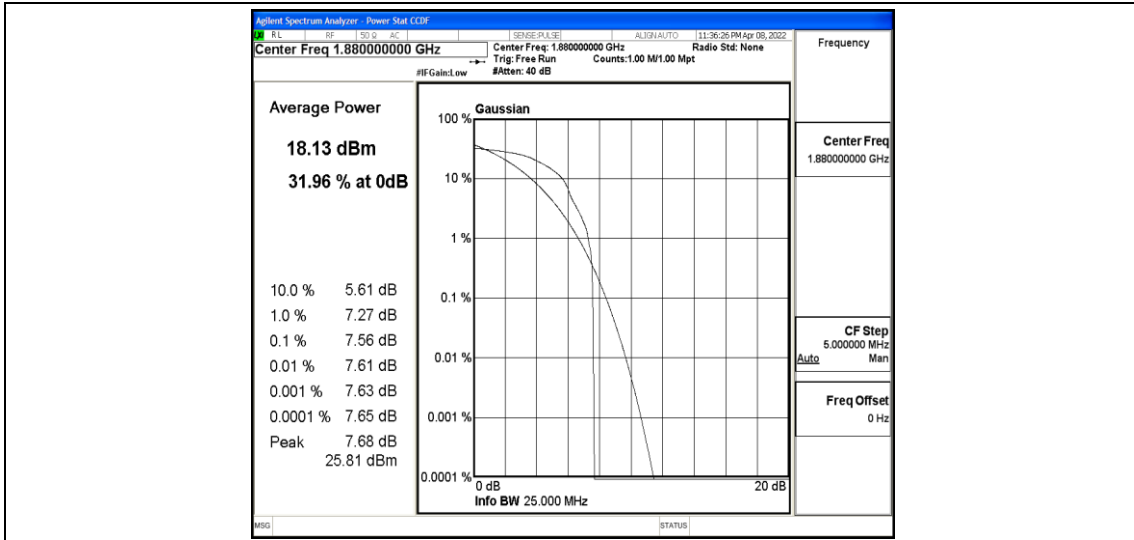 Agilent Spectrum Analyzer - Power Stat CCDF
LXI RL RF 50 Ω AC SENSE:PULSE ALIGNAUTO 11:36:26 PM Apr 08, 2022
Center Freq 1.880000000 GHz
Center Freq: 1.880000000 GHz Radio Std: None
Trig: Free Run Counts:1.00 M/1.00 Mpt
#IFGain:Low #Atten: 40 dB
Frequency
Average Power
18.13 dBm
31.96 % at 0dB
10.0 % 5.61 dB
1.0 % 7.27 dB
0.1 % 7.56 dB
0.01 % 7.61 dB
0.001 % 7.63 dB
0.0001 % 7.65 dB
Peak 7.68 dB
25.81 dBm
Gaussian
100 %
10 %
1 %
0.1 %
0.01 %
0.001 %
0.0001 %
0 dB 20 dB
Info BW 25.000 MHz
Center Freq
1.880000000 GHz
CF Step
5.000000 MHz
Auto Man
Freq Offset
0 Hz
MSG STATUS